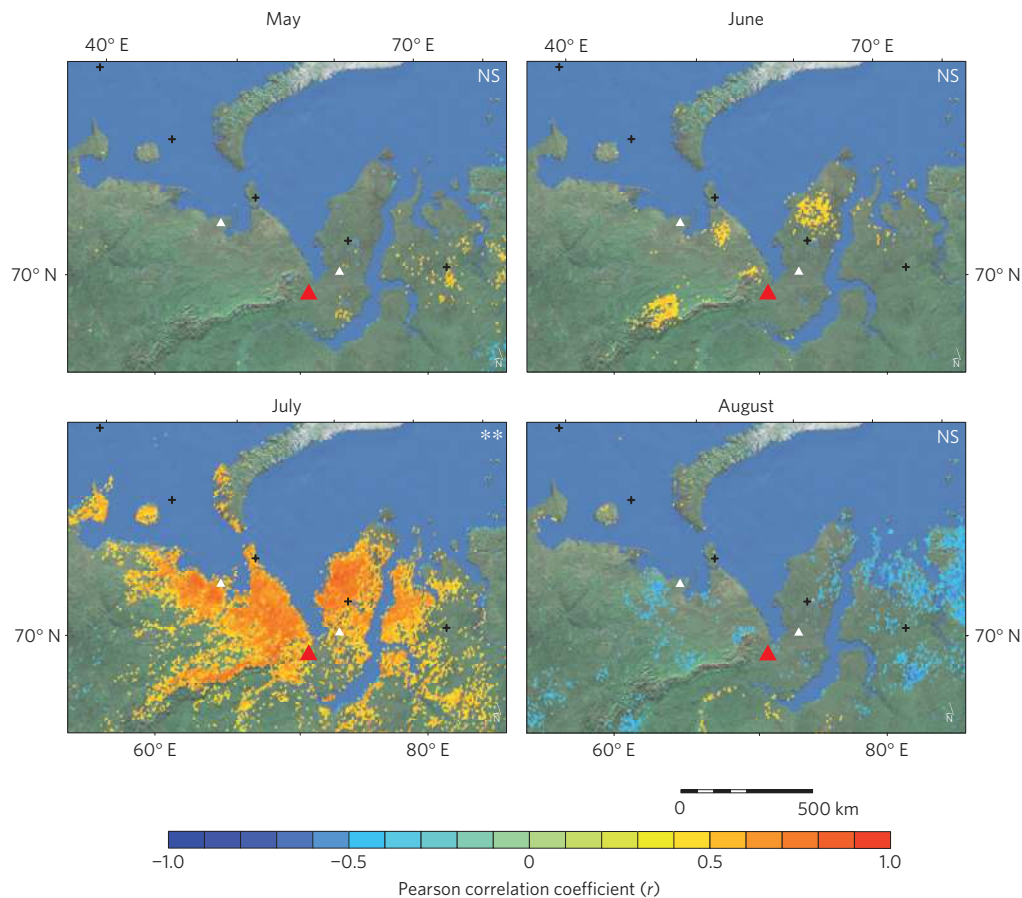 May
June
40° E
70° E
40° E
70° E
NS
NS
70° N
N
N
July
August
**
NS
70° N
70° N
N
N
60° E
80° E
60° E
80° E
0
500 km
−1.0
−0.5
0
0.5
1.0
Pearson correlation coefficient (r)